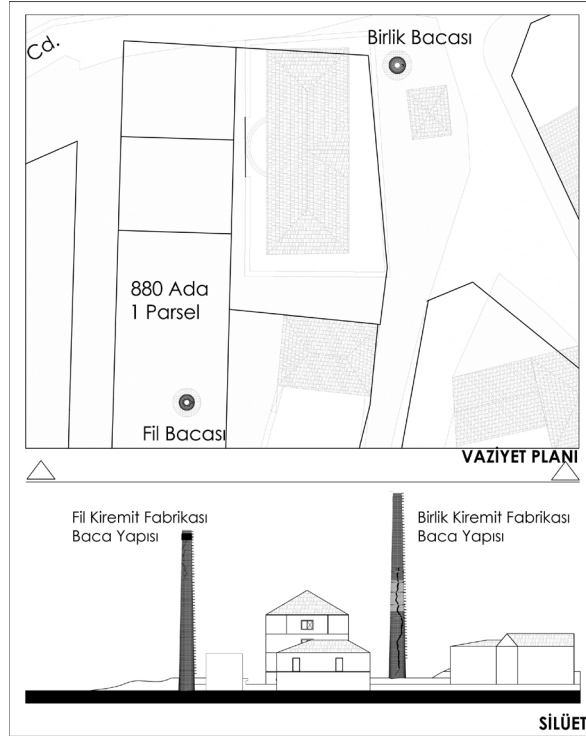 Cd.
Birlik Bacası
880 Ada
1 Parsel
Fil Bacası
VAZİYET PLANI
Fil Kiremit Fabrikası
Baca Yapısı
Birlik Kiremit Fabrikası
Baca Yapısı
SİLÜET